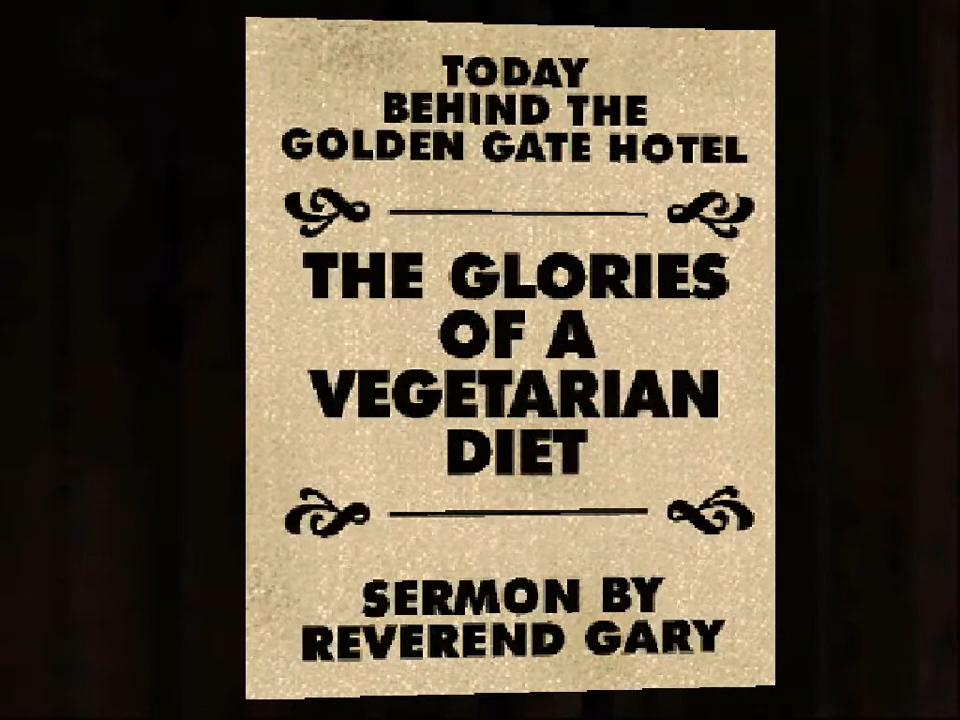 TODAY
BEHIND THE
GOLDEN GATE HOTEL
THE GLORIES
OF A
VEGETARIAN
DIET
SERMON BY
REVEREND GARY